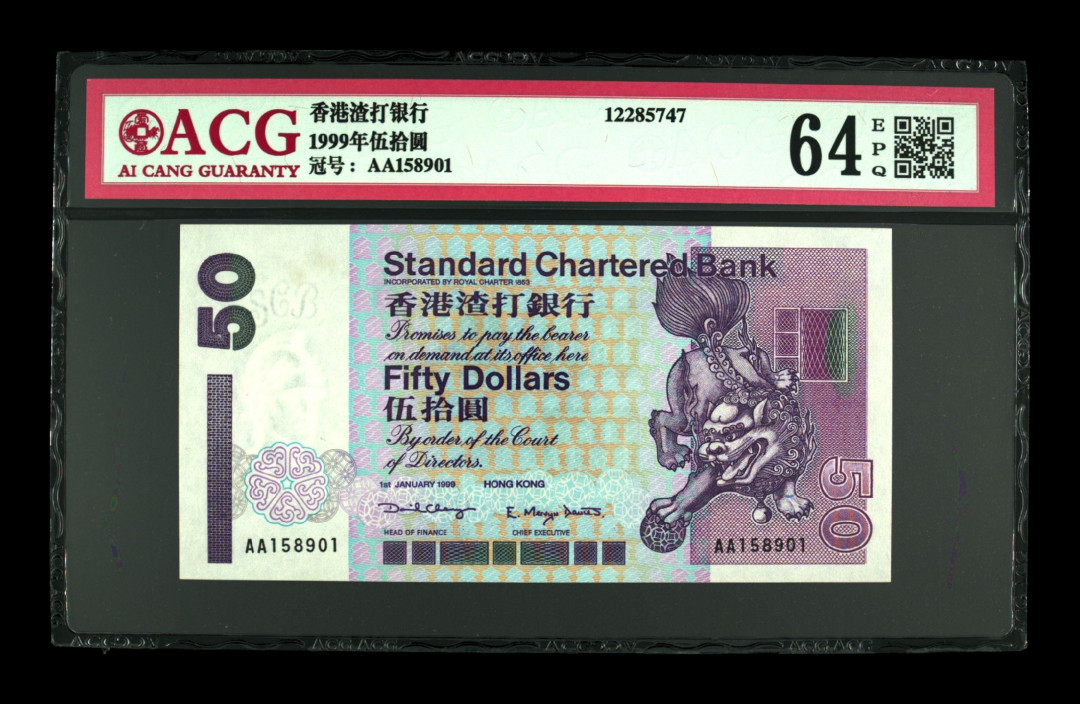 ACG
AI CANG GUARANTY
香港渣打银行
1999年伍拾圆
冠号：AA158901
12285747
64
EPQ
50
Standard Chartered Bank
INCORPORATED BY ROYAL CHARTER 1853
香港渣打銀行
Promises to pay the bearer
on demand at its office here
Fifty Dollars
伍拾圓
By order of the Court
of Directors.
1st JANUARY 1999 HONG KONG
HEAD OF FINANCE CHIEF EXECUTIVE
AA158901
AA158901
50